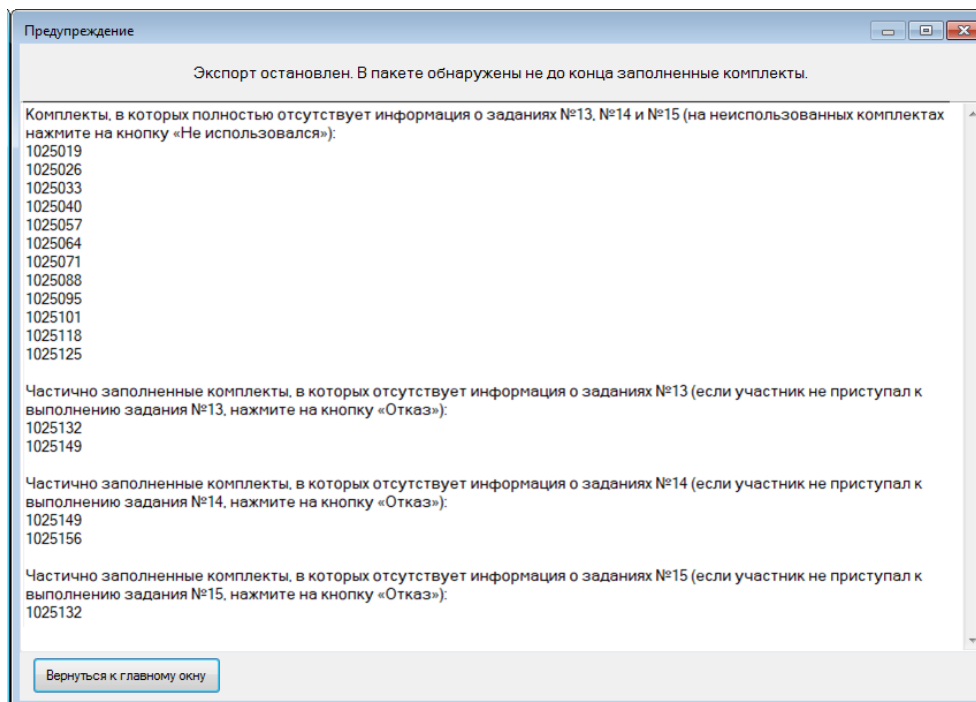 Предупреждение
Экспорт остановлен. В пакете обнаружены не до конца заполненные комплекты.
Комплекты, в которых полностью отсутствует информация о заданиях №13, №14 и №15 (на неиспользованных комплектах
нажмите на кнопку «Не использовался»):
1025019
1025026
1025033
1025040
1025057
1025064
1025071
1025088
1025095
1025101
1025118
1025125
Частично заполненные комплекты, в которых отсутствует информация о заданиях №13 (если участник не приступал к
выполнению задания №13, нажмите на кнопку «Отказ»):
1025132
1025149
Частично заполненные комплекты, в которых отсутствует информация о заданиях №14 (если участник не приступал к
выполнению задания №14, нажмите на кнопку «Отказ»):
1025149
1025156
Частично заполненные комплекты, в которых отсутствует информация о заданиях №15 (если участник не приступал к
выполнению задания №15, нажмите на кнопку «Отказ»):
1025132
Вернуться к главному окну